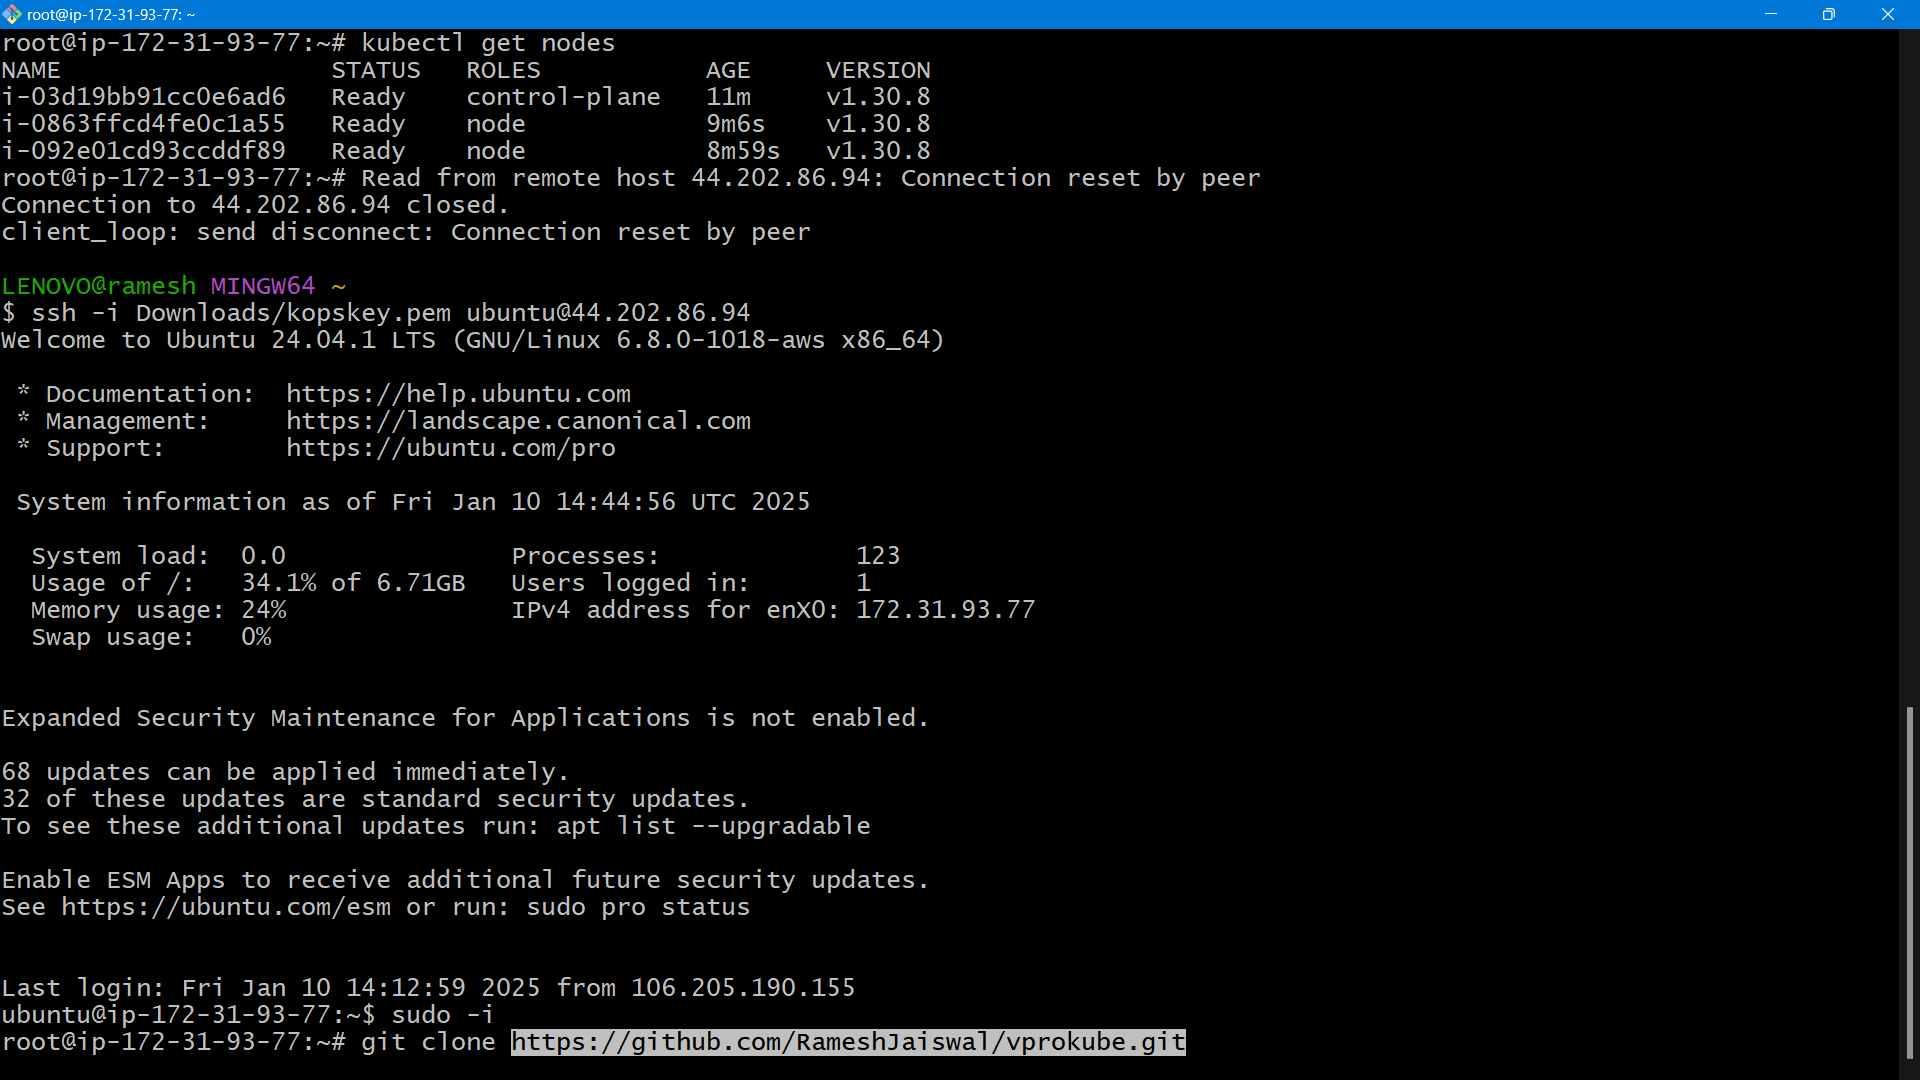 root@ip-172-31-93-77: ~
root@ip-172-31-93-77:~# kubectl get nodes
NAME                  STATUS   ROLES           AGE     VERSION
i-03d19bb91cc0e6ad6   Ready    control-plane   11m     v1.30.8
i-0863ffcd4fe0c1a55   Ready    node            9m6s    v1.30.8
i-092e01cd93ccddf89   Ready    node            8m59s   v1.30.8
root@ip-172-31-93-77:~# Read from remote host 44.202.86.94: Connection reset by peer
Connection to 44.202.86.94 closed.
client_loop: send disconnect: Connection reset by peer
LENOVO@ramesh MINGW64 ~
$ ssh -i Downloads/kopskey.pem ubuntu@44.202.86.94
Welcome to Ubuntu 24.04.1 LTS (GNU/Linux 6.8.0-1018-aws x86_64)
* Documentation:  https://help.ubuntu.com
* Management:     https://landscape.canonical.com
* Support:        https://ubuntu.com/pro
System information as of Fri Jan 10 14:44:56 UTC 2025
System load:  0.0               Processes:             123
Usage of /:   34.1% of 6.71GB   Users logged in:       1
Memory usage: 24%               IPv4 address for enX0: 172.31.93.77
Swap usage:   0%
Expanded Security Maintenance for Applications is not enabled.
68 updates can be applied immediately.
32 of these updates are standard security updates.
To see these additional updates run: apt list --upgradable
Enable ESM Apps to receive additional future security updates.
See https://ubuntu.com/esm or run: sudo pro status
Last login: Fri Jan 10 14:12:59 2025 from 106.205.190.155
ubuntu@ip-172-31-93-77:~$ sudo -i
root@ip-172-31-93-77:~# git clone https://github.com/RameshJaiswal/vprokube.git